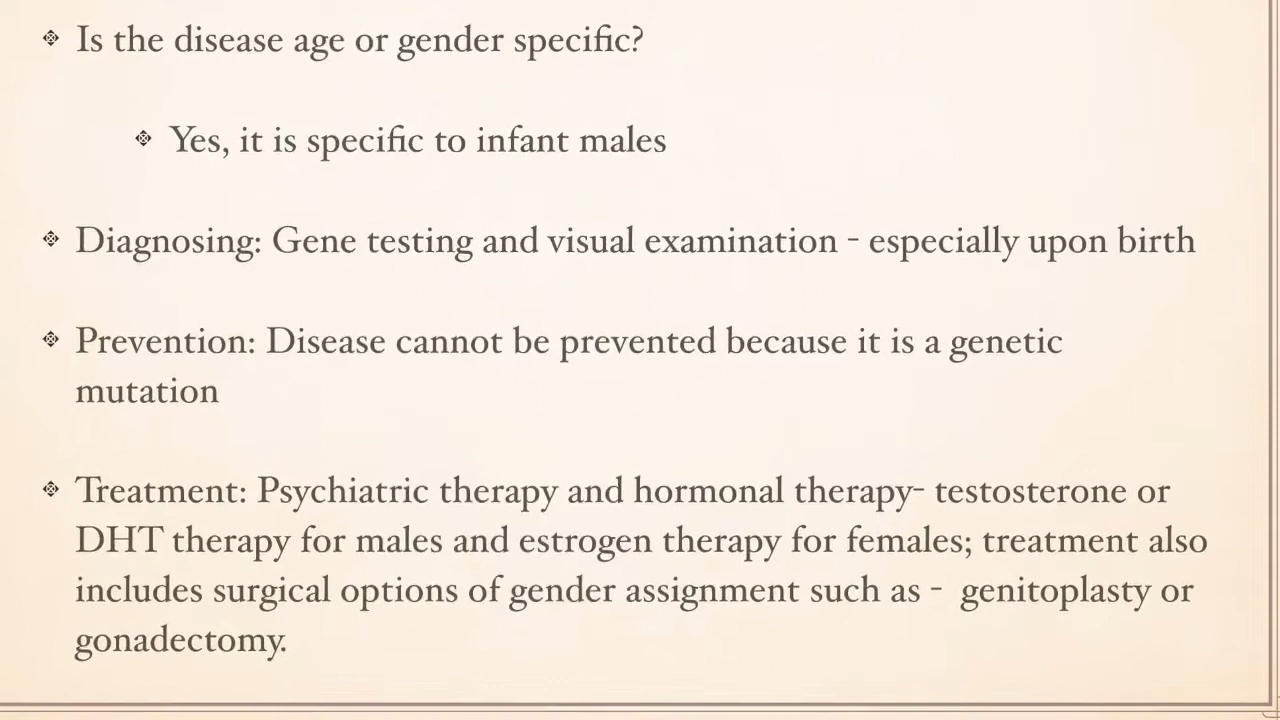 Is the disease age or gender specific?
Yes, it is specific to infant males
Diagnosing: Gene testing and visual examination - especially upon birth
Prevention: Disease cannot be prevented because it is a genetic
mutation
Treatment: Psychiatric therapy and hormonal therapy- testosterone or
DHT therapy for males and estrogen therapy for females; treatment also
includes surgical options of gender assignment such as -  genitoplasty or
gonadectomy.